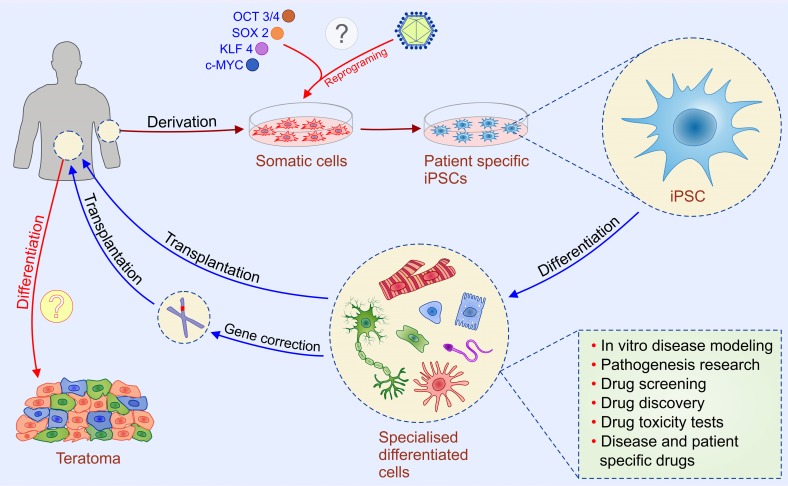 OCT 3/4
SOX 2
KLF 4
c-MYC
?
Reprograming
Derivation
Somatic cells
Patient specific
iPSCs
iPSC
Differentiation
Transplantation
Transplantation
Gene correction
Differentiation
?
Teratoma
Specialised
differentiated
cells
• In vitro disease modeling
• Pathogenesis research
• Drug screening
• Drug discovery
• Drug toxicity tests
• Disease and patient
specific drugs